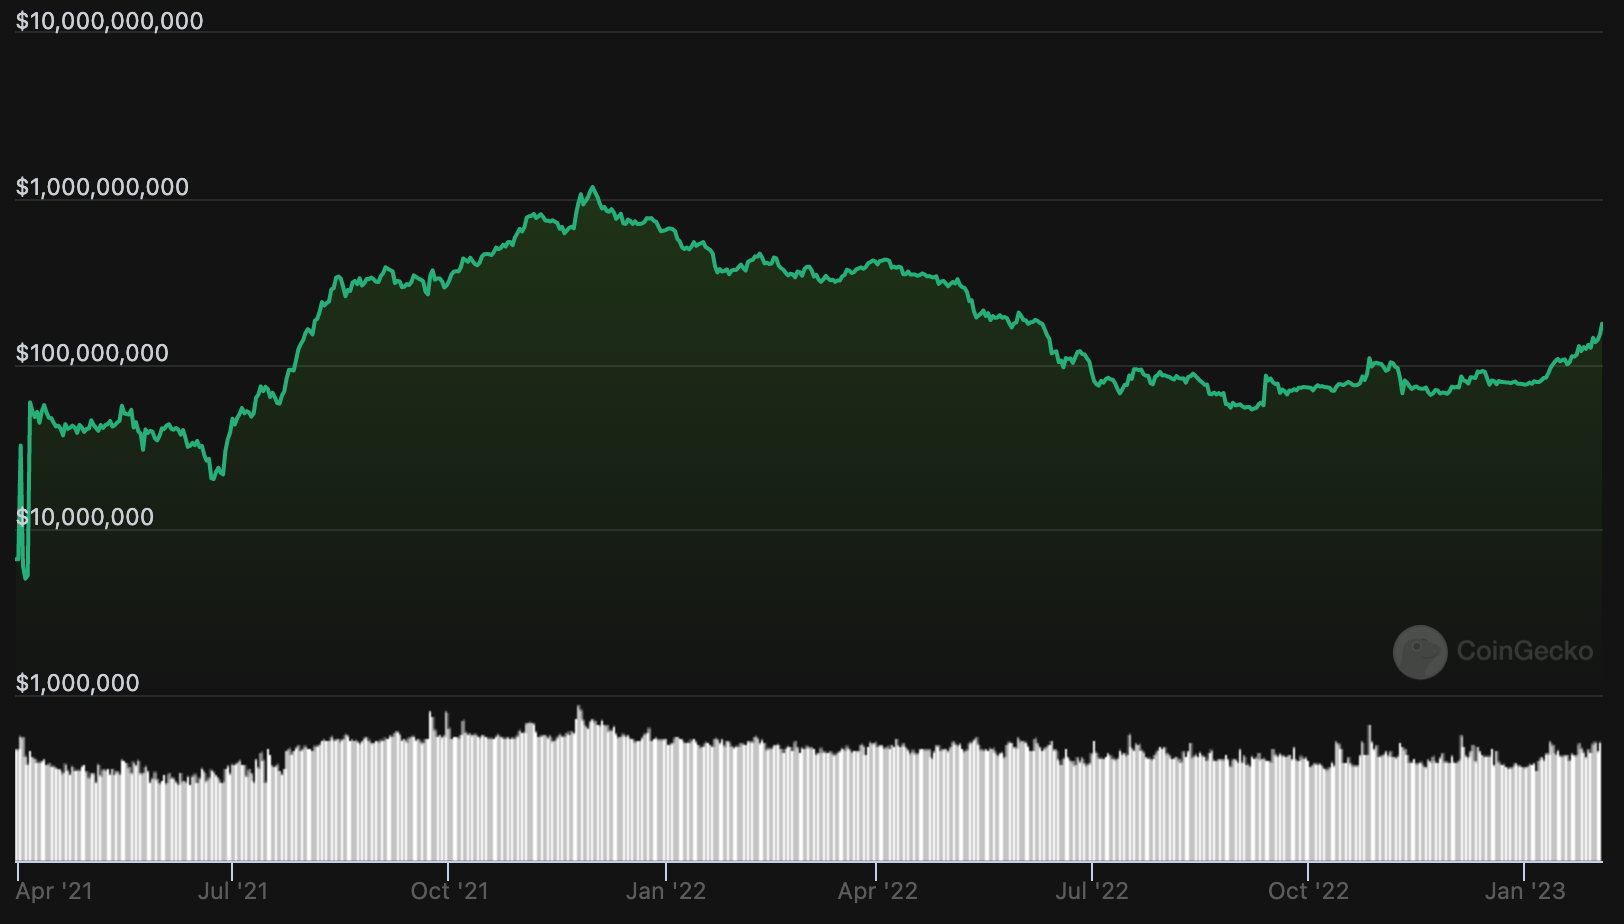 $10,000,000,000
$1,000,000,000
$100,000,000
$10,000,000
CoinGecko
$1,000,000
Apr '21
Jul '21
Oct '21
Jan '22
Apr '22
Jul '22
Oct '22
Jan '23